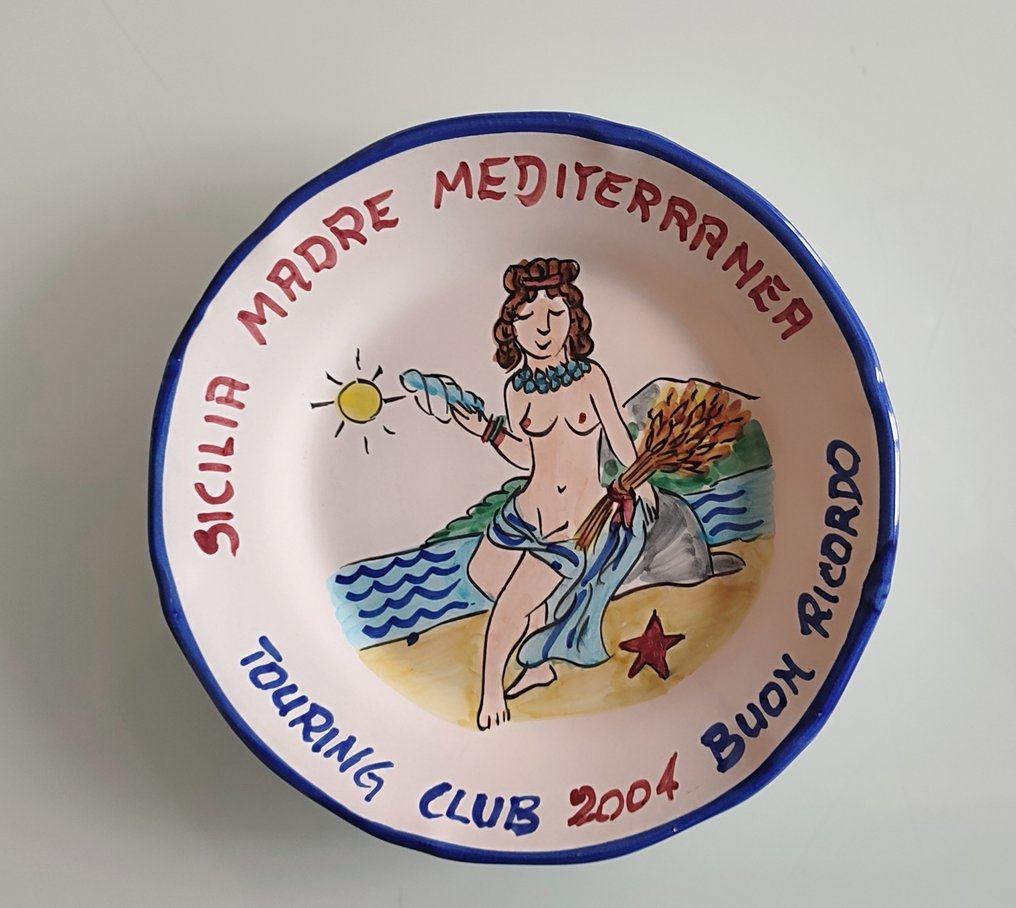 SICILIA MADRE MEDITERRANEA
TOURING CLUB 2004 BUON RICORDO